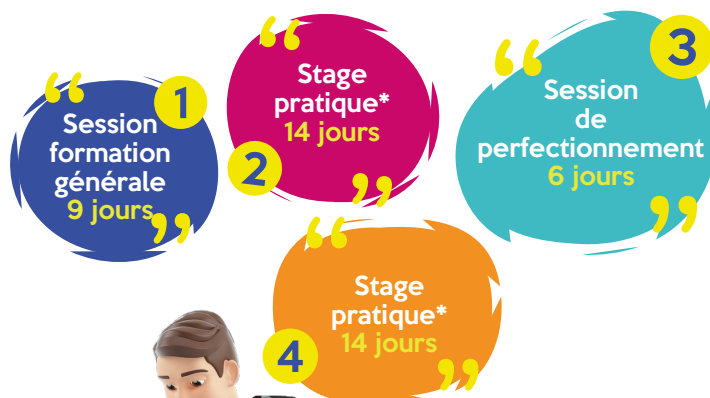 1
Session
formation
générale
9 jours
2
Stage
pratique*
14 jours
3
Session
de
perfectionnement
6 jours
4
Stage
pratique*
14 jours